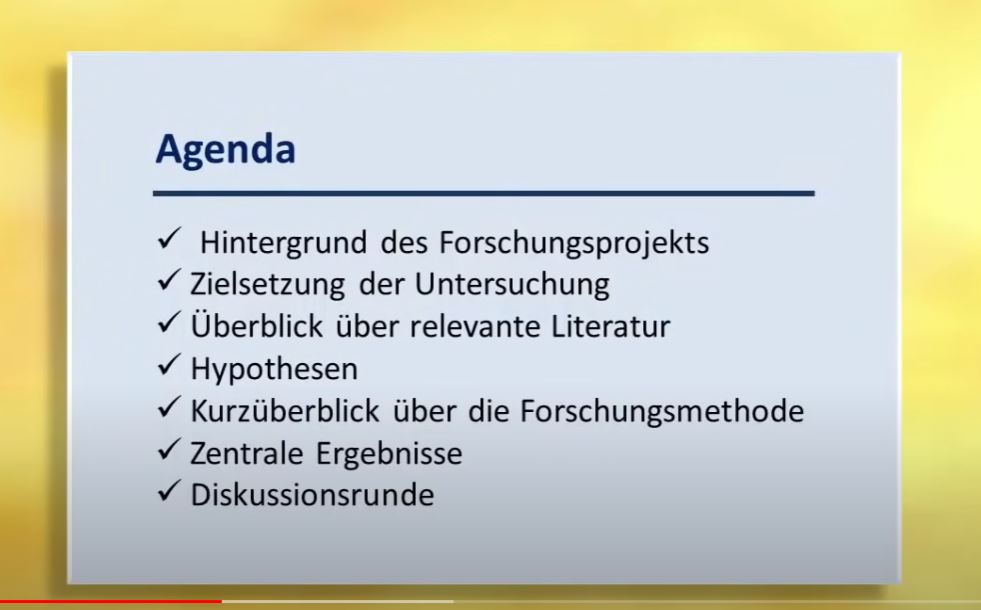 Agenda
✓ Hintergrund des Forschungsprojekts
✓ Zielsetzung der Untersuchung
✓ Überblick über relevante Literatur
✓ Hypothesen
✓ Kurzüberblick über die Forschungsmethode
✓ Zentrale Ergebnisse
✓ Diskussionsrunde